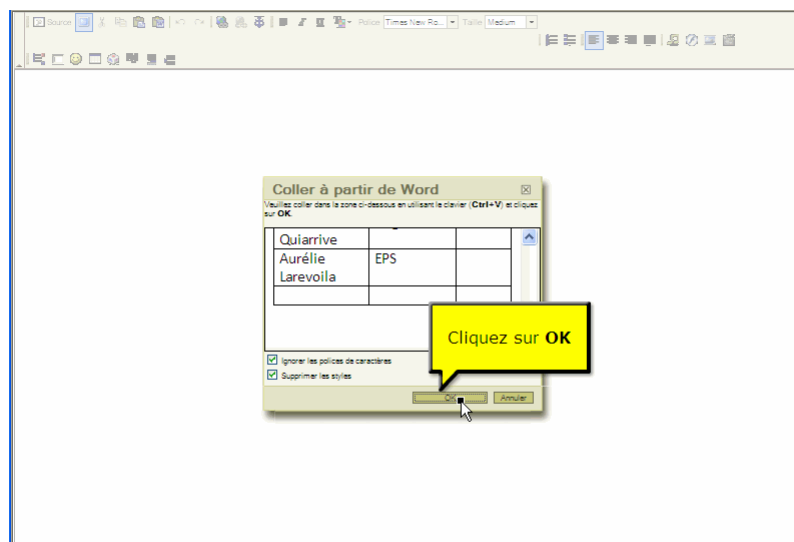 Source Police Times New Ro... Taille Medium
Coller à partir de Word
Veuillez coller dans la zone ci-dessous en utilisant le clavier (Ctrl+V) et cliquez
sur OK.
Quiarrive
Aurélie EPS
Larevoila
Cliquez sur OK
Ignorer les polices de caractères
Supprimer les styles
OK Annuler